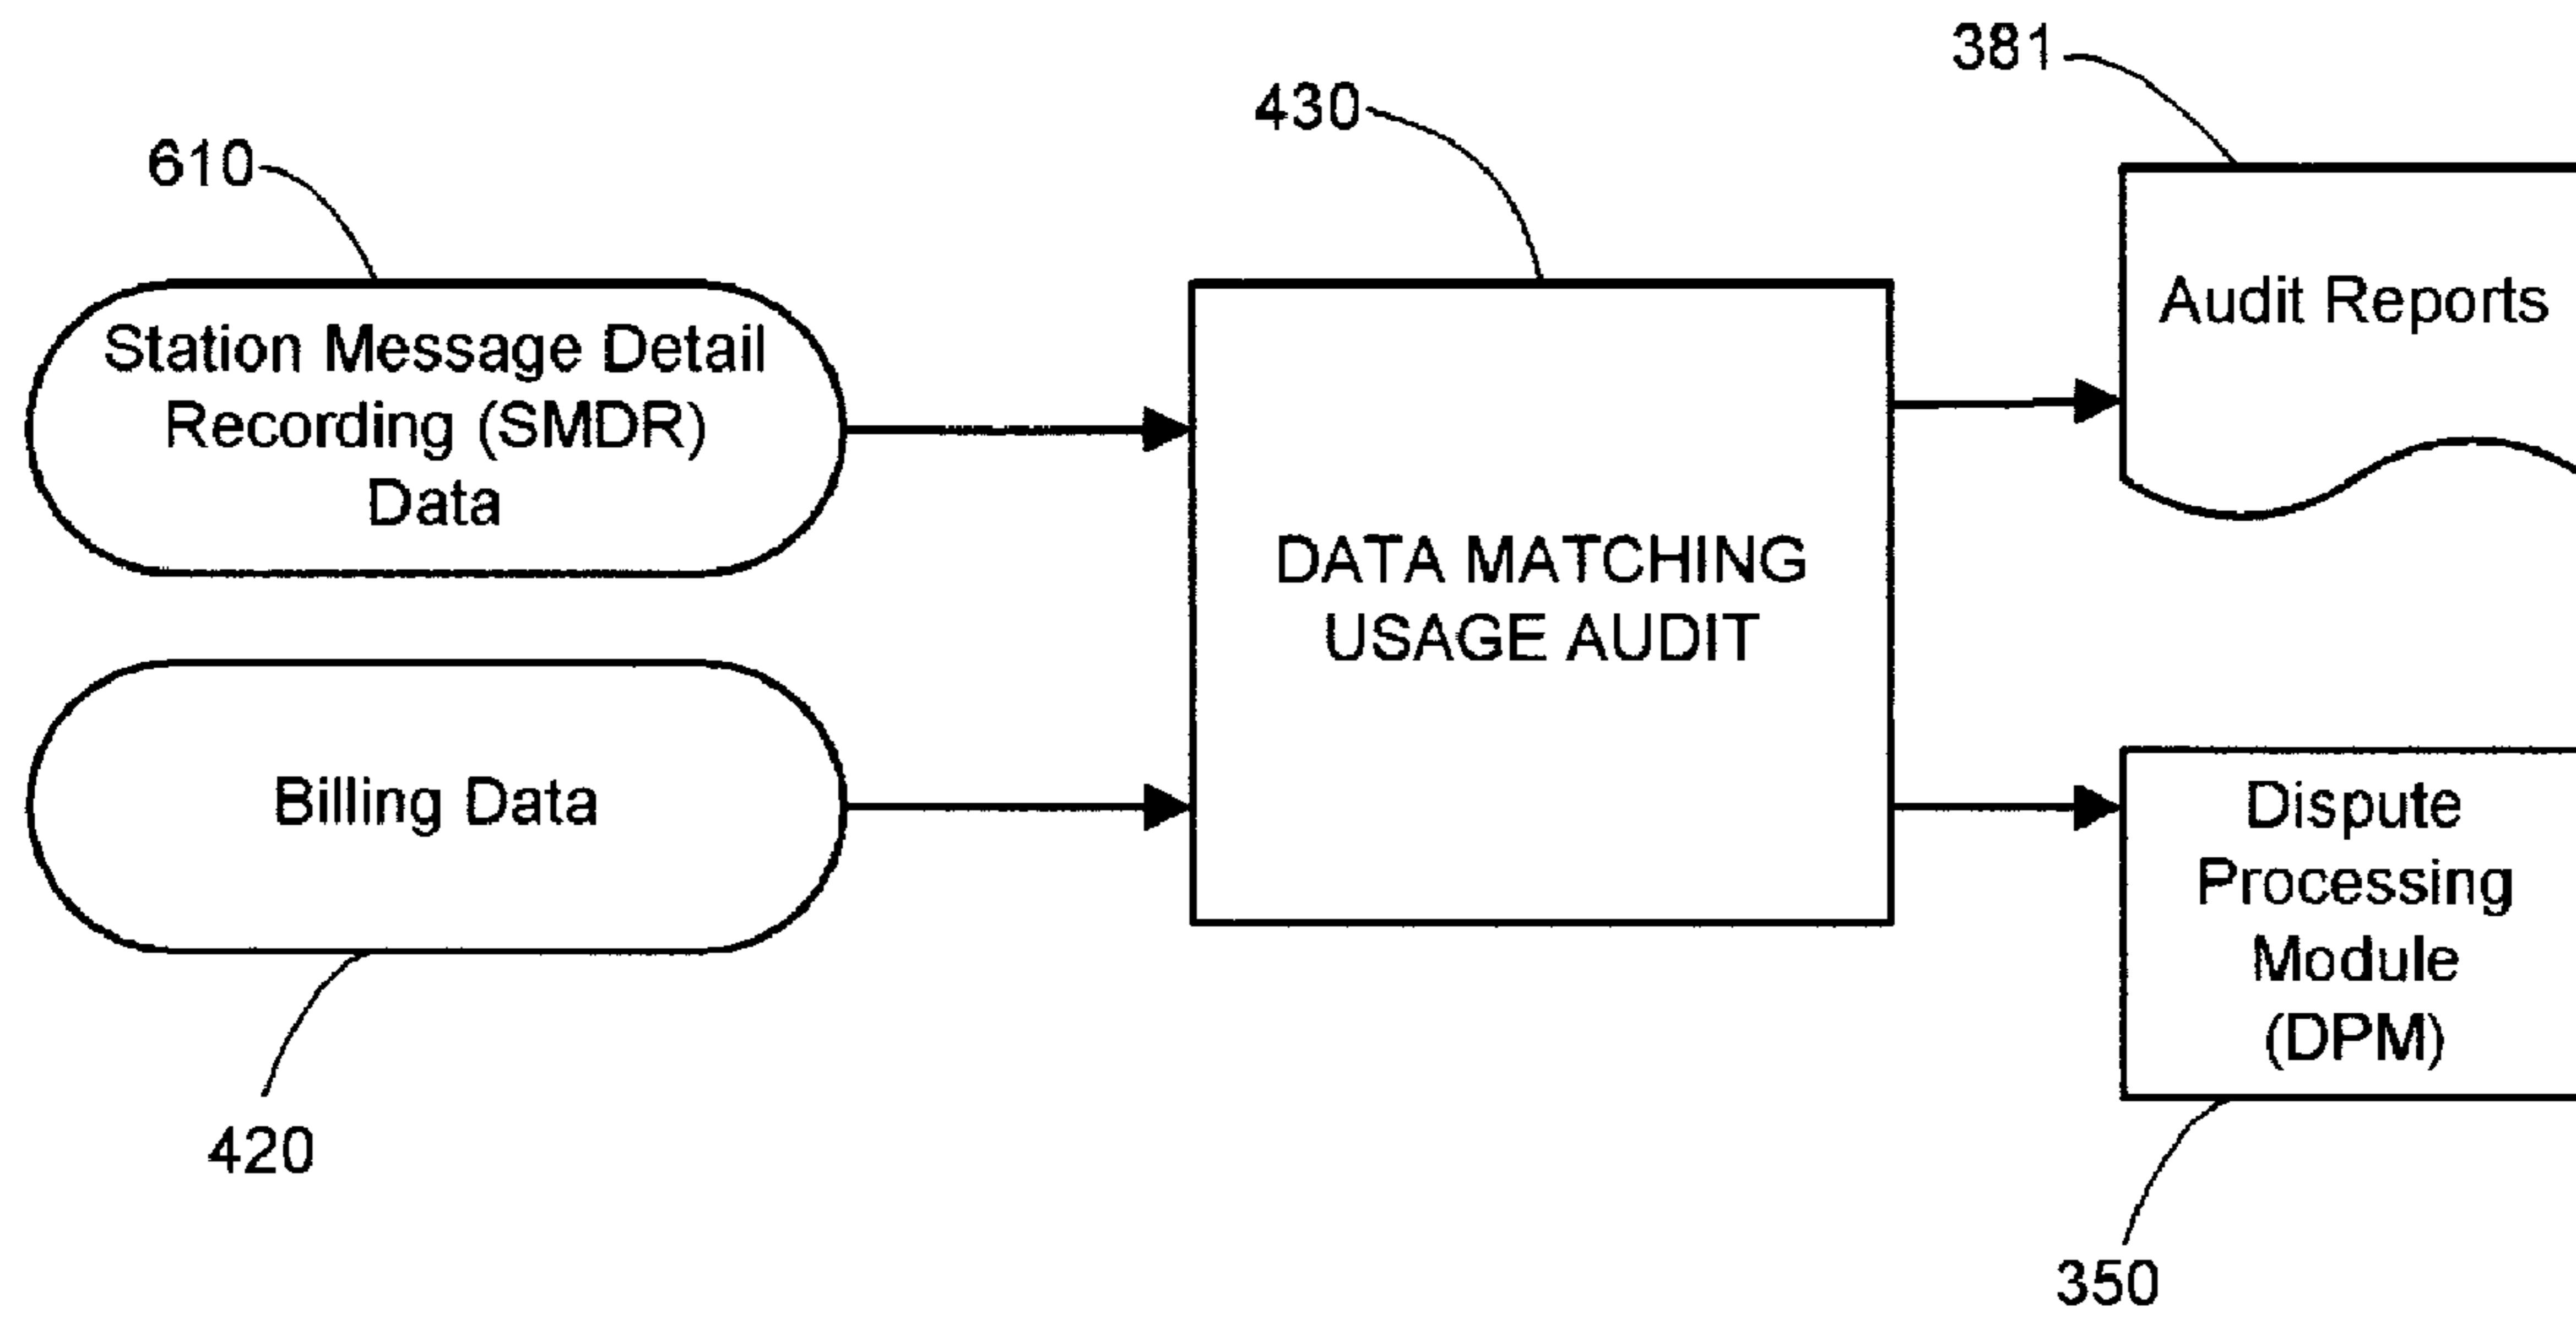 610
Station Message Detail
Recording (SMDR)
Data
Billing Data
420
430
DATA MATCHING
USAGE AUDIT
381
Audit Reports
Dispute
Processing
Module
(DPM)
350